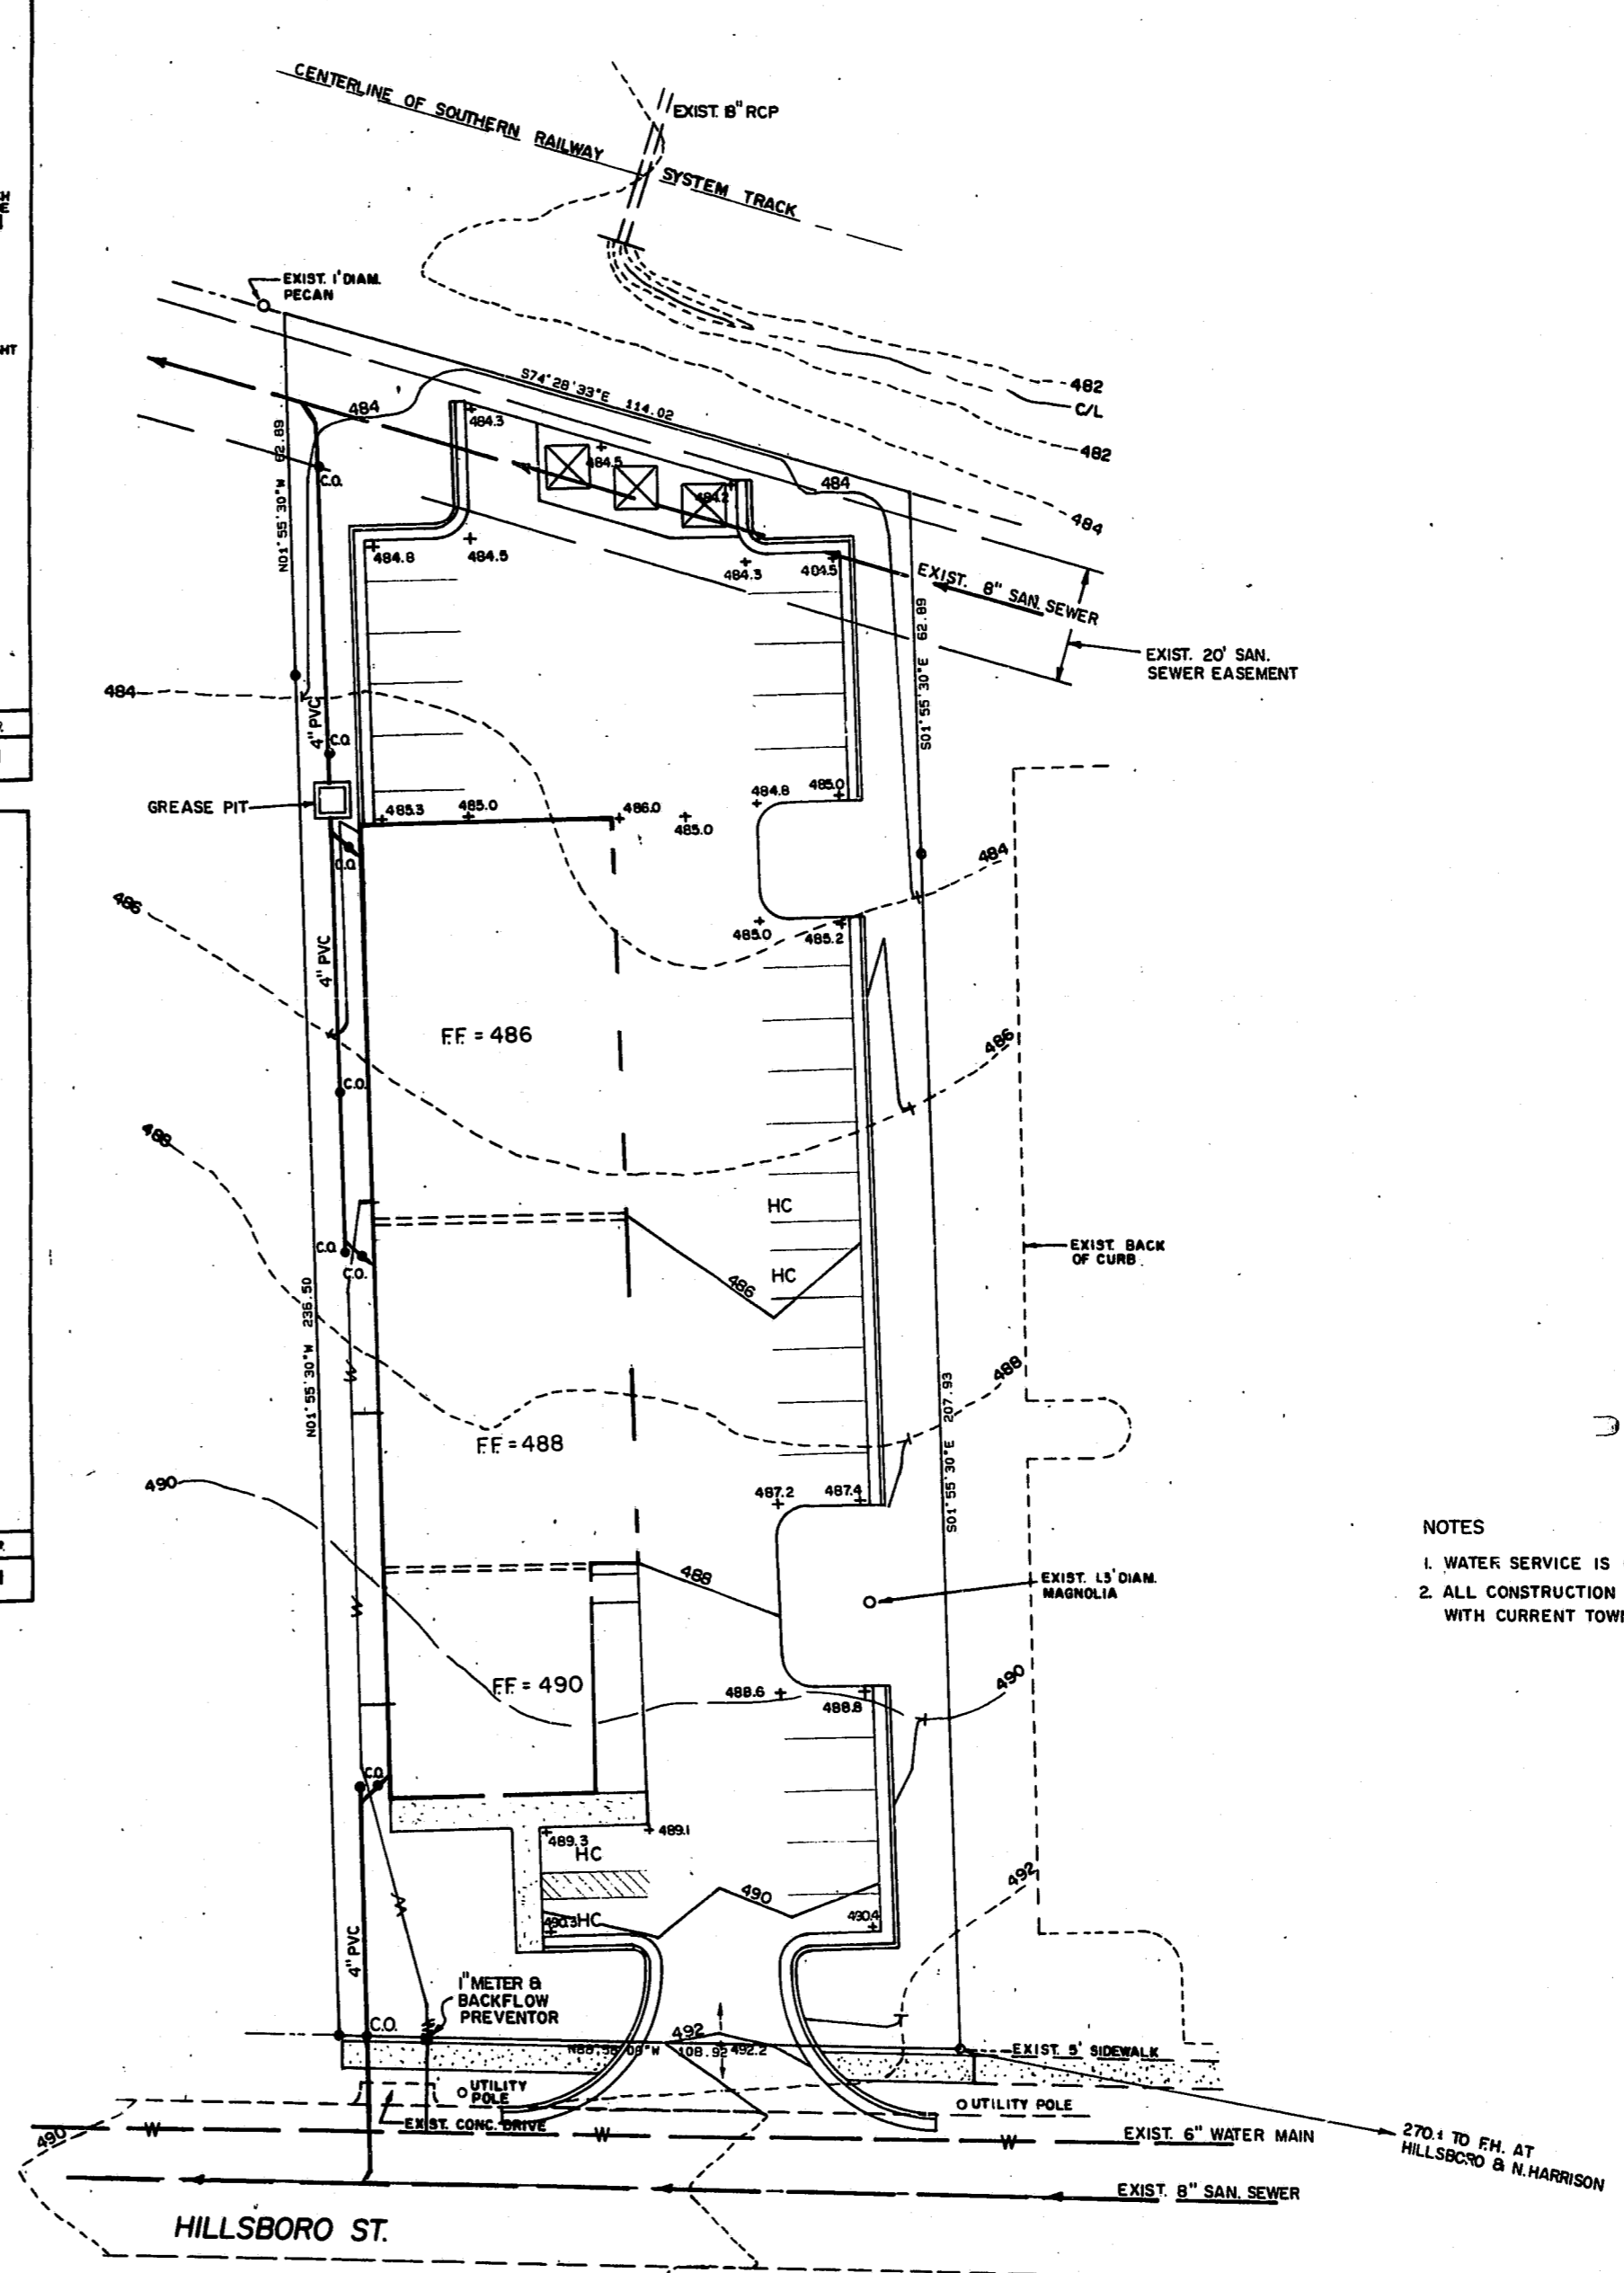 CENTERLINE OF SOUTHERN RAILWAY SYSTEM TRACK
EXIST. 8" RCP
EXIST. 1' DIAM.
PECAN
S74°28'33"E 114.02
482
C/L
482
484
484
484.3
484.5
484.2
484
N01°55'30"W 62.89
C.O.
484.8
484.5
484.3
EXIST. 8" SAN. SEWER
EXIST. 20' SAN.
SEWER EASEMENT
S01°55'30"E 62.89
484
4" PVC
C.O.
GREASE PIT
485.3
485.0
486.0
485.0
484.8
485.0
C.O.
484
486
485.0
485.2
4" PVC
F.F. = 486
486
C.O.
488
HC
HC
C.O.
C.O.
486
EXIST. BACK
OF CURB
N01°55'30"W 236.50
W
488
S01°55'30"E 207.93
F.F. = 488
490
487.2
487.4
NOTES
1. WATER SERVICE IS
2. ALL CONSTRUCTION
WITH CURRENT
488
EXIST. 1.5' DIAM.
MAGNOLIA
W
F.F. = 490
490
488.6
488.8
C.O.
489.3
489.1
HC
490
492
490.3
HC
490.4
W
4" PVC
1" METER &
BACKFLOW
PREVENTOR
C.O.
492
108.92
492.2
EXIST. 5' SIDEWALK
UTILITY
POLE
UTILITY POLE
EXIST. CONC. DRIVE
490
W
W
W
EXIST. 6" WATER MAIN
270.1 TO F.H. AT
HILLSBORO & N. HARRISON
EXIST. 8" SAN. SEWER
HILLSBORO ST.